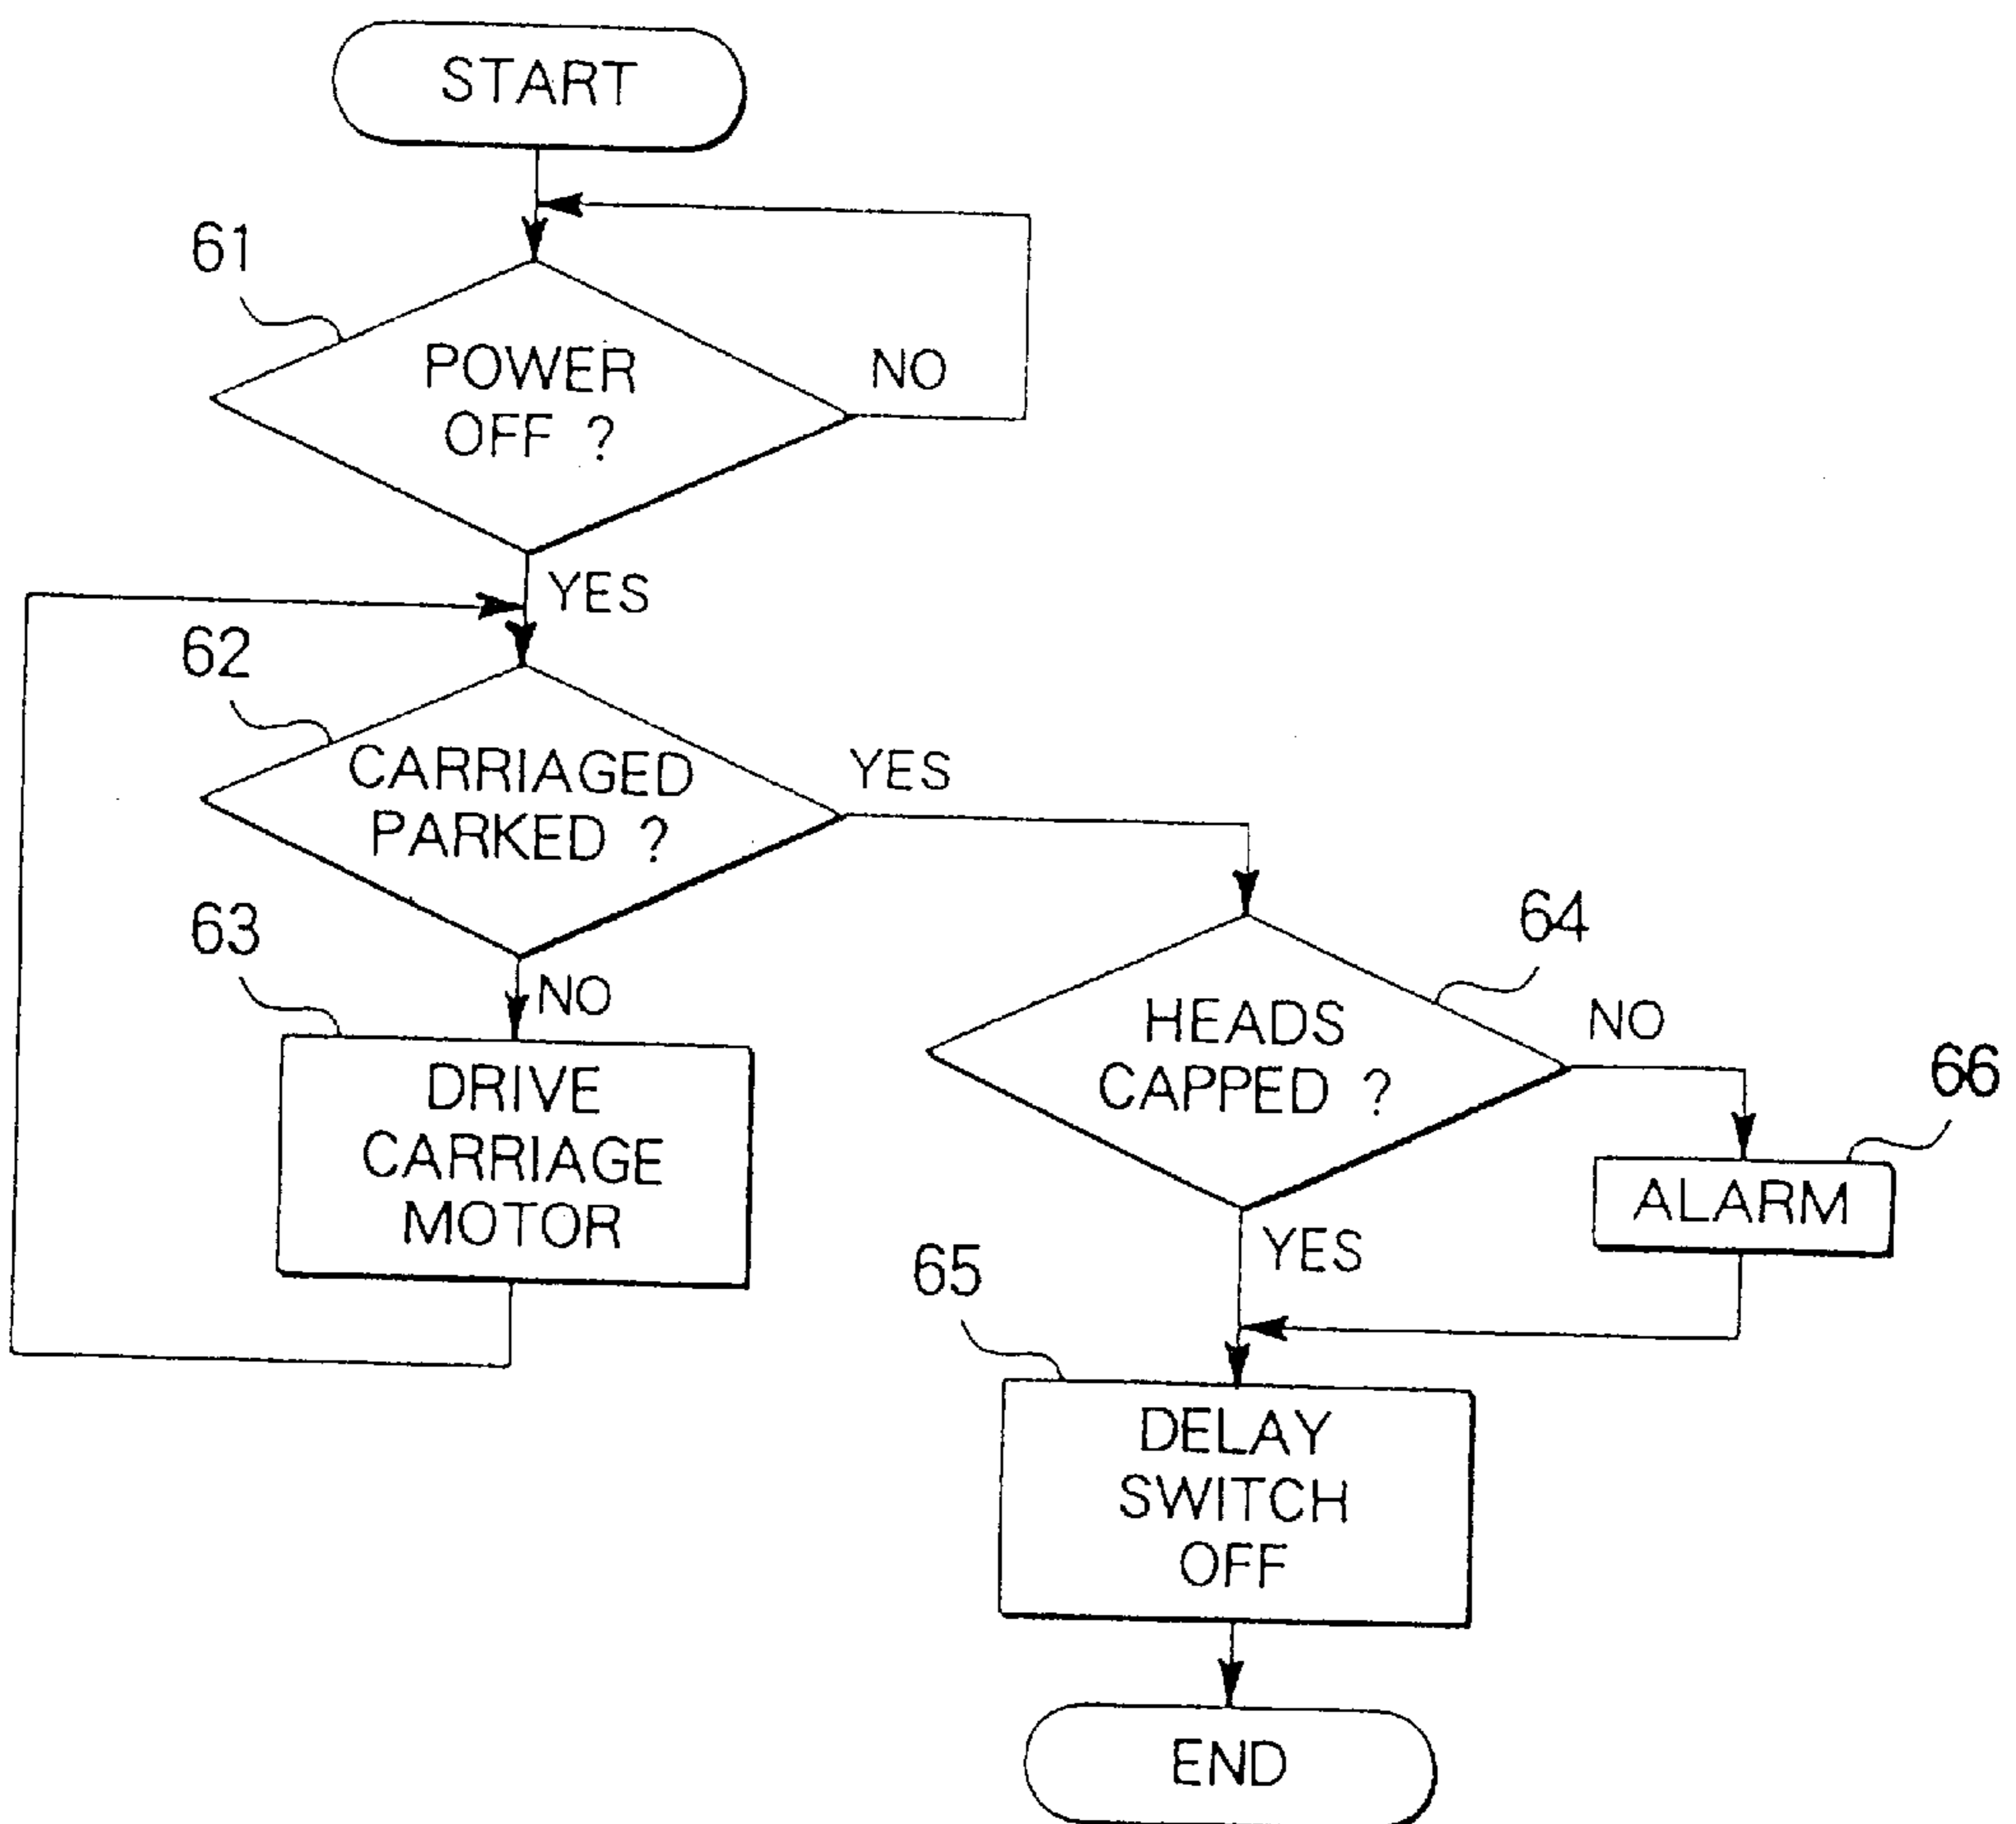 START
61
POWER
OFF ?
NO
YES
62
CARRIAGED
PARKED ?
YES
63
NO
DRIVE
CARRIAGE
MOTOR
64
HEADS
CAPPED ?
NO
66
ALARM
YES
65
DELAY
SWITCH
OFF
END